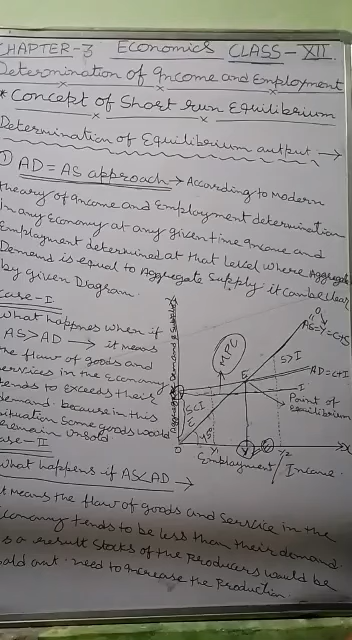 CHAPTER-3 Economics CLASS-XII
Determination of Income and Employment
* Concept of Short run Equilibrium
Determination of Equilibrium output →
① AD = AS approach → According to Modern
theory of Income and Employment determination
in any Economy at any given time Income and
Employment determined at that level where Aggregate
Demand is equal to Aggregate Supply it can be clear
by given Diagram.
Case-I
What happnes when if
AS>AD → it means
the flow of goods and
services in the Economy
tends to exceeds their
demand. because in this
situation some goods would
remain unsold
Case-II
What happens if AS<AD →
It means the flow of goods and service in the
Economy tends to be less than their demand.
as a result stocks of the producers would be
sold out. need to increase the Production.
Aggregate Demand & Supply
MPC
AS=Y=C+S
S>I
AD=C+I
E
I
Point of
equilibrium
S<I
45°
O
Y1
Y
Y2
X
Employment / Income